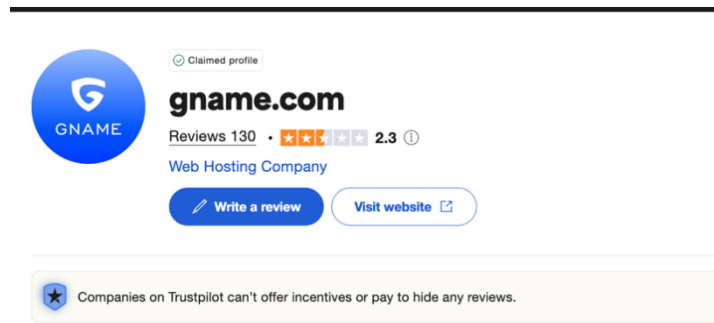 Claimed profile
GNAME
gname.com
Reviews 130 • 2.3
Web Hosting Company
Write a review
Visit website
Companies on Trustpilot can't offer incentives or pay to hide any reviews.